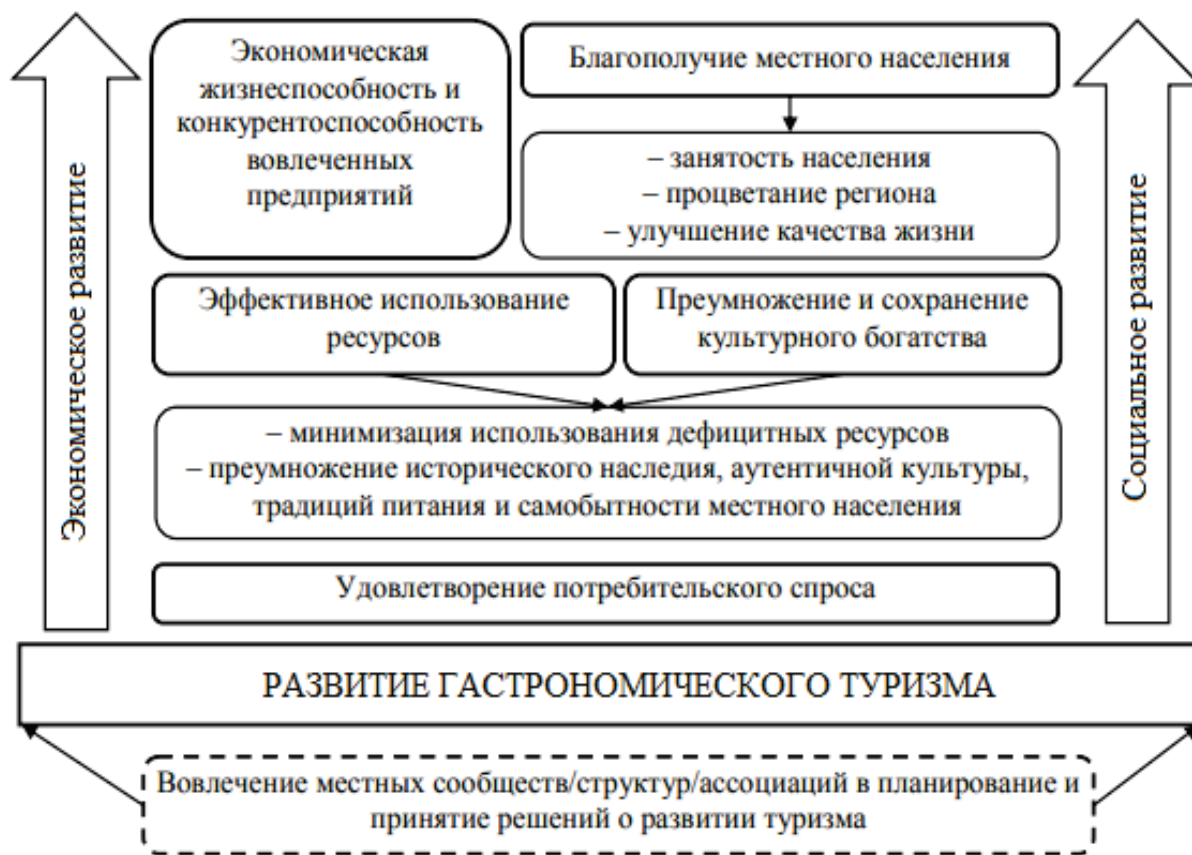 Экономическое развитие
Экономическая
жизнеспособность и
конкурентоспособность
вовлеченных
предприятий
Благополучие местного населения
– занятость населения
– процветание региона
– улучшение качества жизни
Эффективное использование
ресурсов
Преумножение и сохранение
культурного богатства
– минимизация использования дефицитных ресурсов
– преумножение исторического наследия, аутентичной культуры,
традиций питания и самобытности местного населения
Удовлетворение потребительского спроса
Социальное развитие
РАЗВИТИЕ ГАСТРОНОМИЧЕСКОГО ТУРИЗМА
Вовлечение местных сообществ/структур/ассоциаций в планирование и
принятие решений о развитии туризма